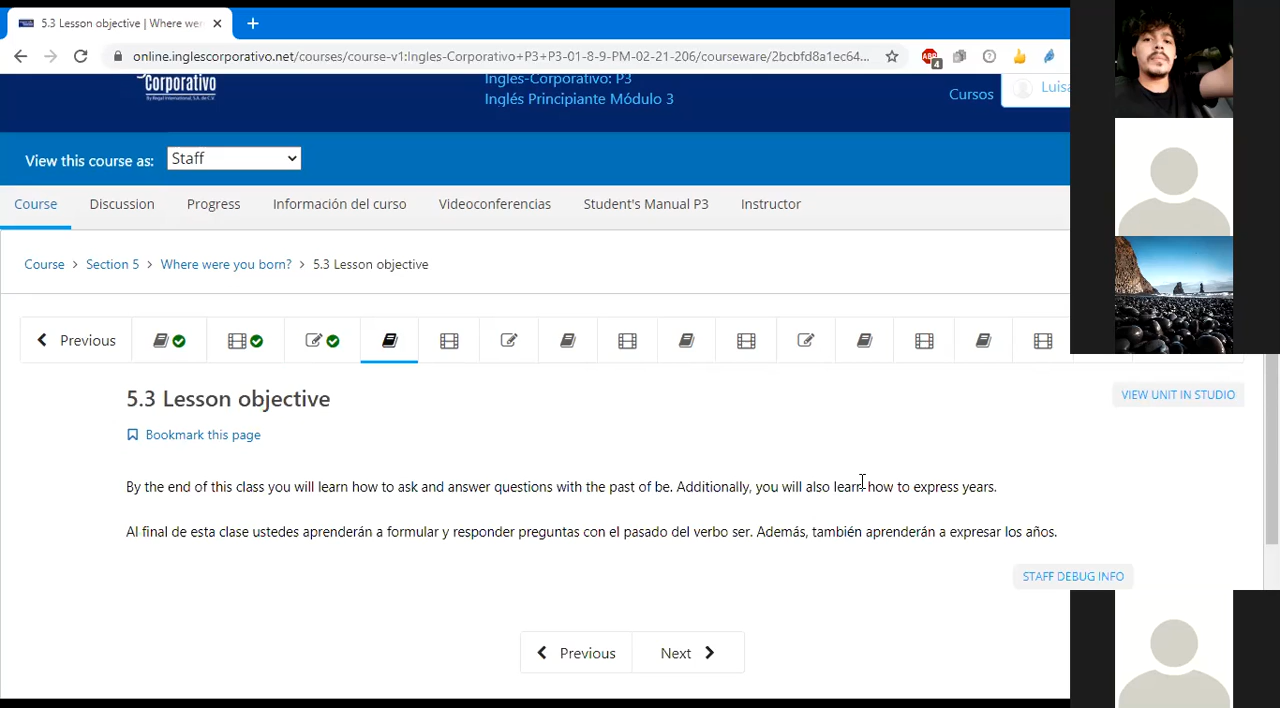 5.3 Lesson objective | Where wer
online.inglescorporativo.net/courses/course-v1:Ingles-corporativo+P3+P3-01-8-9-PM-02-21-206/courseware/2bcbfd8a1ec64...
4
Corporativo
By Regal International, S.A. de C.V.
Ingles-Corporativo: P3
Inglés Principiante Módulo 3
Cursos
Luisa
View this course as:
Staff
Course
Discussion
Progress
Información del curso
Videoconferencias
Student's Manual P3
Instructor
Course > Section 5 > Where were you born? > 5.3 Lesson objective
Previous
5.3 Lesson objective
VIEW UNIT IN STUDIO
Bookmark this page
By the end of this class you will learn how to ask and answer questions with the past of be. Additionally, you will also learn how to express years.
Al final de esta clase ustedes aprenderán a formular y responder preguntas con el pasado del verbo ser. Además, también aprenderán a expresar los años.
STAFF DEBUG INFO
Previous
Next